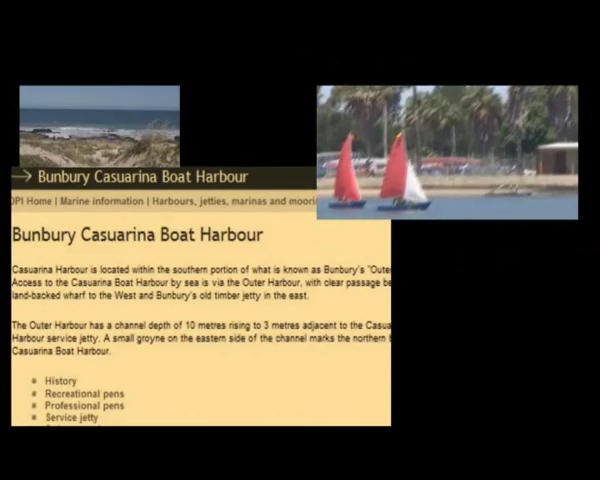 Bunbury Casuarina Boat Harbour
DPI Home | Marine information | Harbours, jetties, marinas and moori
Bunbury Casuarina Boat Harbour
Casuarina Harbour is located within the southern portion of what is known as Bunbury's "Oute
Access to the Casuarina Boat Harbour by sea is via the Outer Harbour, with clear passage be
land-backed wharf to the West and Bunbury's old timber jetty in the east.
The Outer Harbour has a channel depth of 10 metres rising to 3 metres adjacent to the Casua
Harbour service jetty. A small groyne on the eastern side of the channel marks the northern b
Casuarina Boat Harbour.
History
Recreational pens
Professional pens
Service jetty